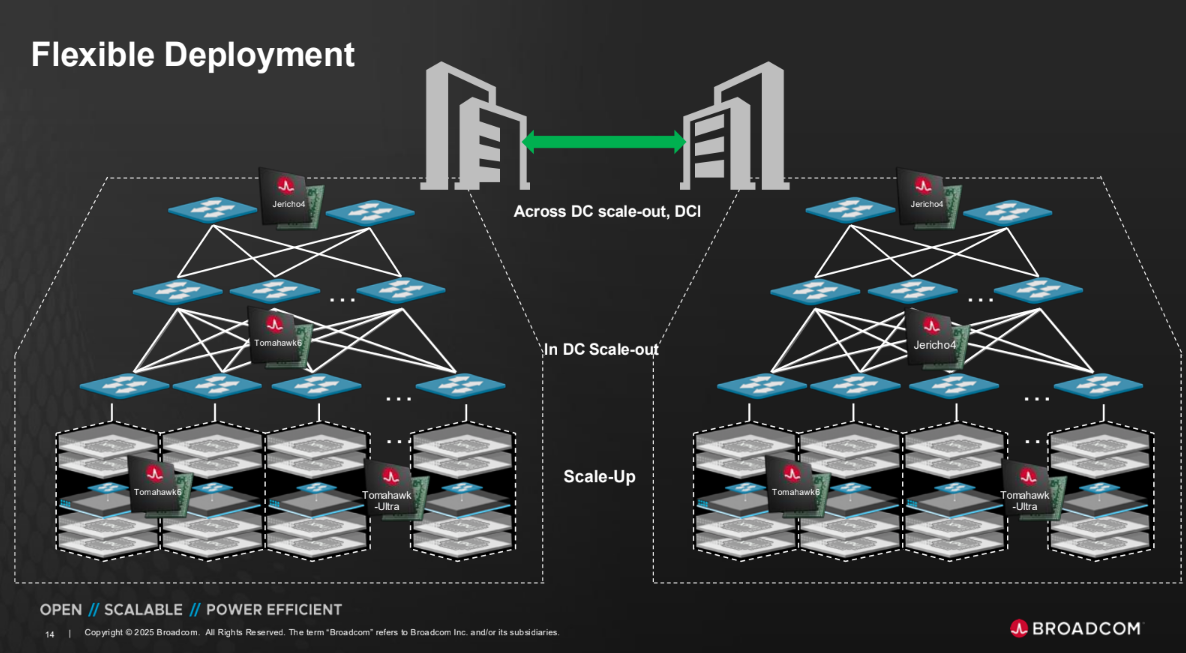 Flexible Deployment
Jericho4
Jericho4
Across DC scale-out, DCI
...
...
Tomahawk6
Jericho4
In DC Scale-out
...
...
...
...
Tomahawk6
Tomahawk
-Ultra
Scale-Up
Tomahawk6
Tomahawk
-Ultra
OPEN // SCALABLE // POWER EFFICIENT
14 | Copyright © 2025 Broadcom. All Rights Reserved. The term “Broadcom” refers to Broadcom Inc. and/or its subsidiaries.
BROADCOM